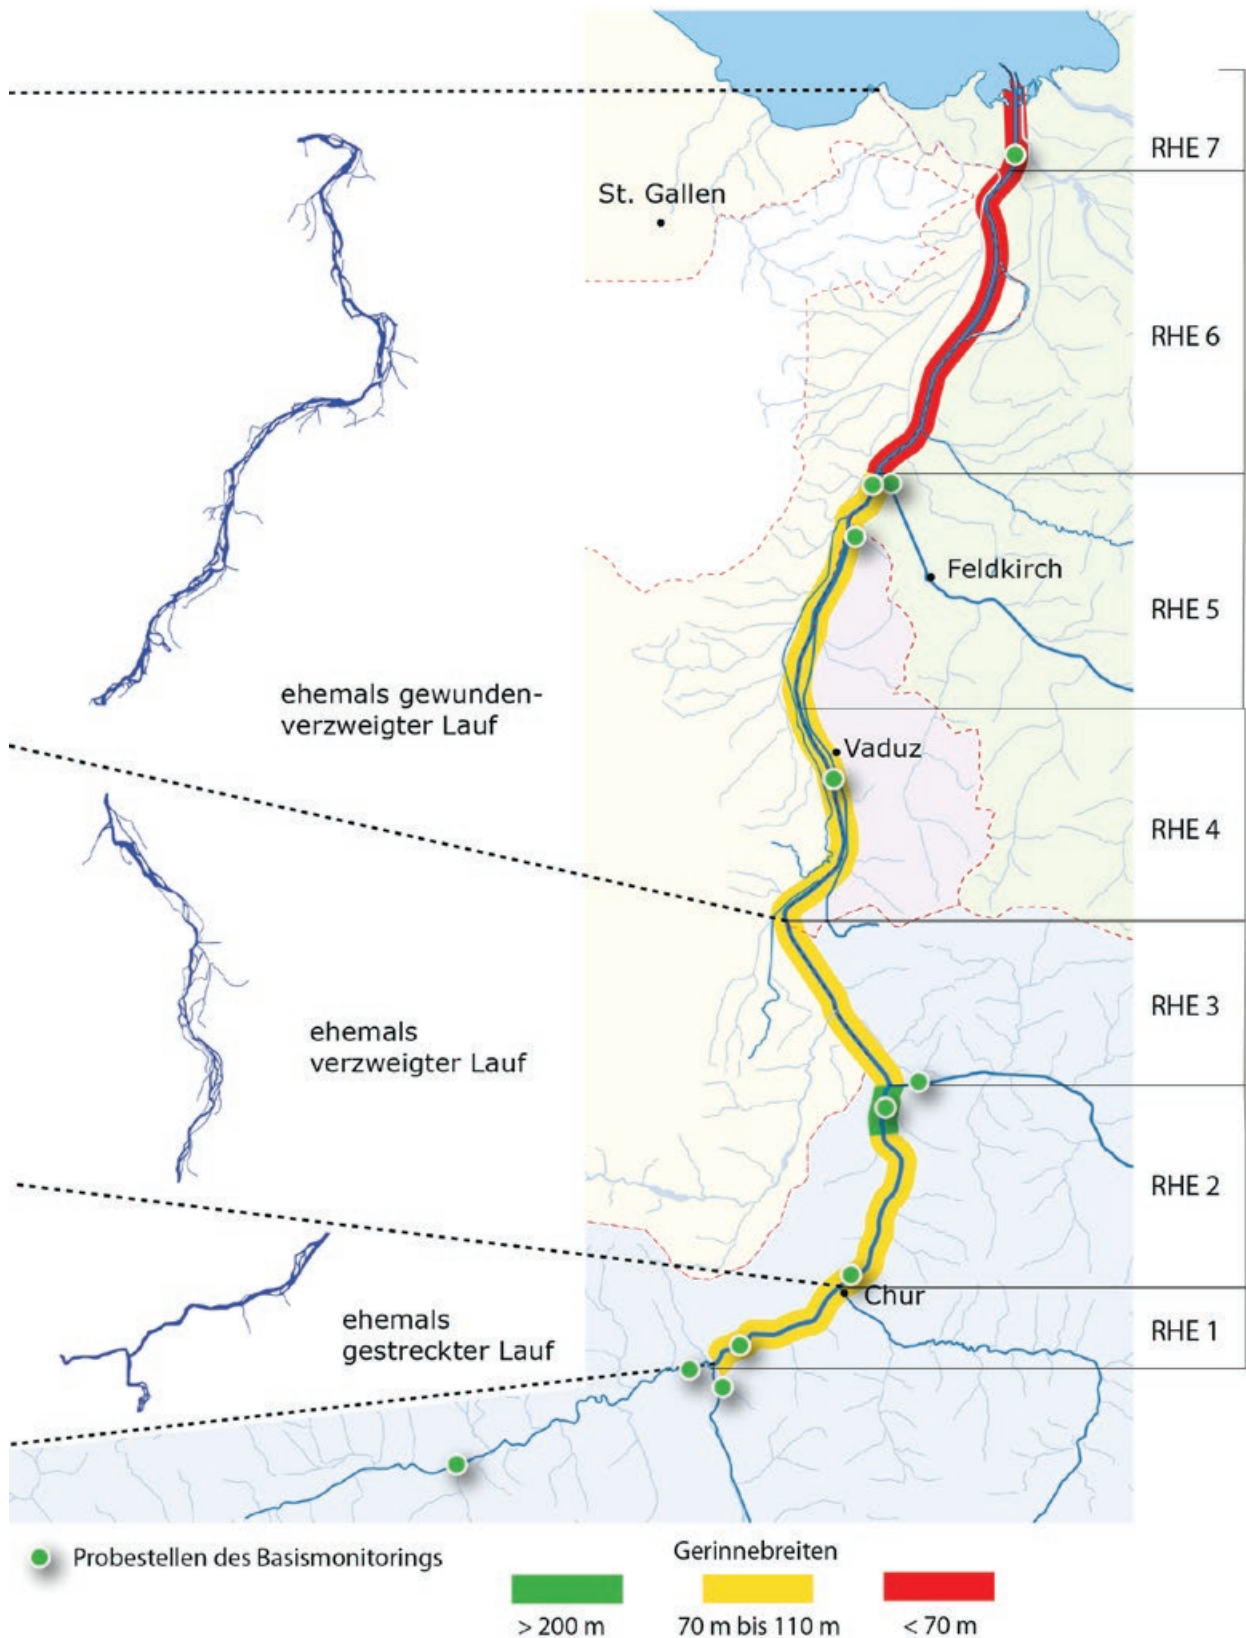 RHE 7
St. Gallen
RHE 6
Feldkirch
RHE 5
ehemals gewunden-
verzweigter Lauf
Vaduz
RHE 4
RHE 3
ehemals
verzweigter Lauf
RHE 2
Chur
ehemals
gestreckter Lauf
RHE 1
Probestellen des Basismonitorings
Gerinnebreiten
> 200 m
70 m bis 110 m
< 70 m